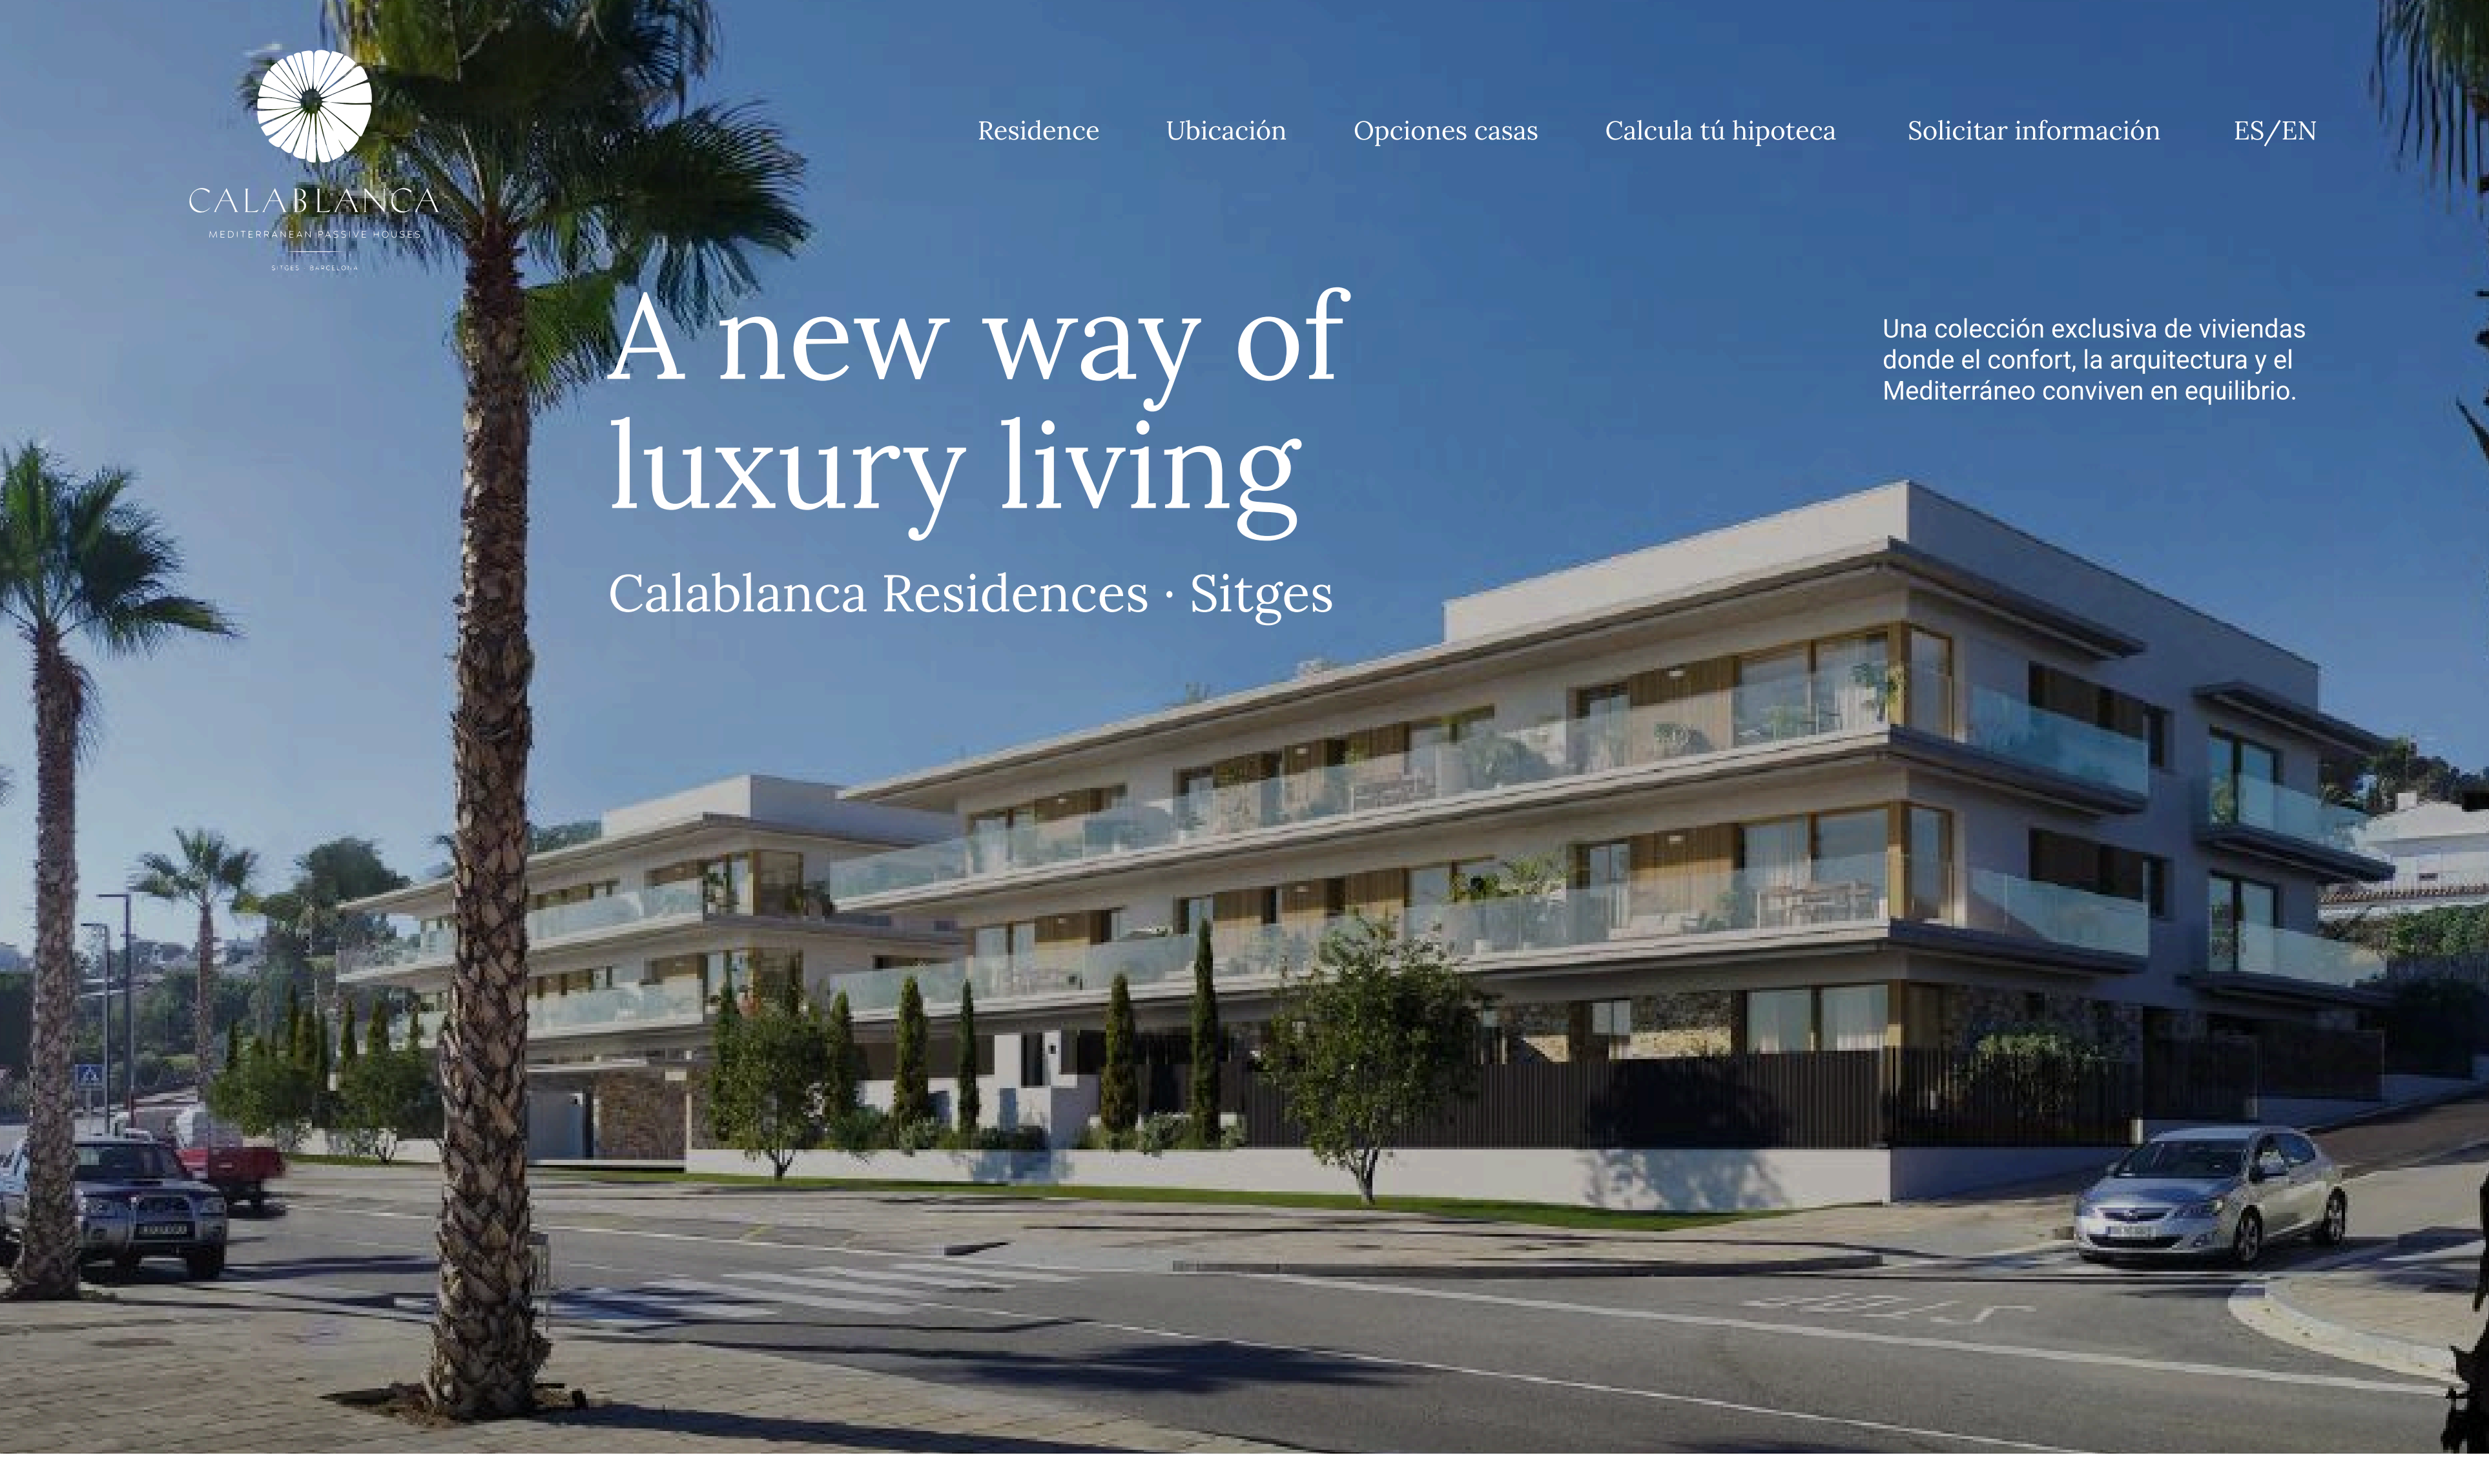 CALABLANCA
MEDITERRANEAN PASSIVE HOUSES
SITGES BARCELONA
Residence
Ubicación
Opciones casas
Calcula tú hipoteca
Solicitar información
ES/EN
A new way of
luxury living
Calablanca Residences · Sitges
Una colección exclusiva de viviendas
donde el confort, la arquitectura y el
Mediterráneo conviven en equilibrio.